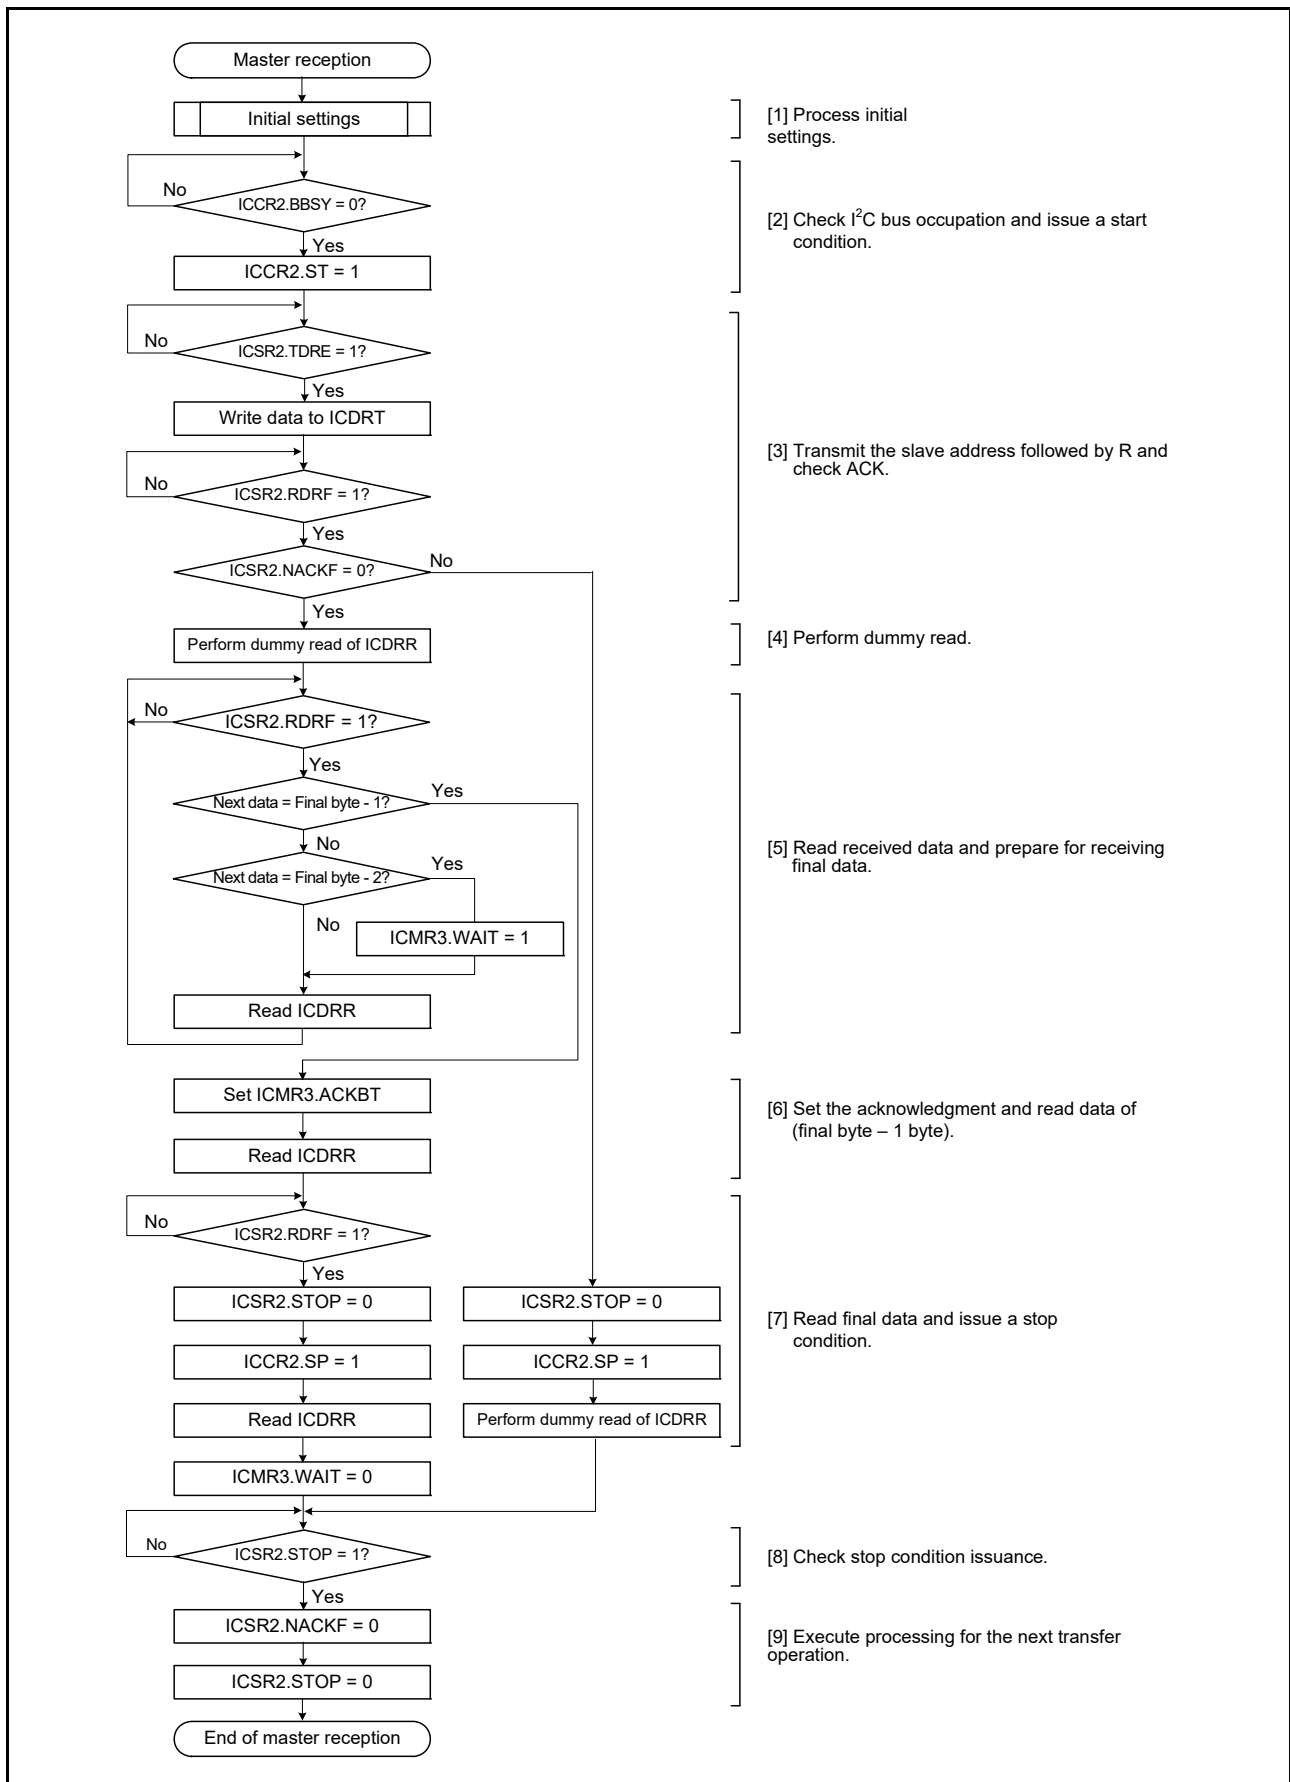 Master reception
Initial settings
[1] Process initial
settings.
No
ICCR2.BBSY = 0?
Yes
ICCR2.ST = 1
[2] Check I²C bus occupation and issue a start
condition.
No
ICSR2.TDRE = 1?
Yes
Write data to ICDRT
No
ICSR2.RDRF = 1?
Yes
ICSR2.NACKF = 0?
No
Yes
[3] Transmit the slave address followed by R and
check ACK.
Perform dummy read of ICDRR
[4] Perform dummy read.
No
ICSR2.RDRF = 1?
Yes
Next data = Final byte - 1?
Yes
No
Next data = Final byte - 2?
Yes
No
ICMR3.WAIT = 1
Read ICDRR
[5] Read received data and prepare for receiving
final data.
Set ICMR3.ACKBT
Read ICDRR
[6] Set the acknowledgment and read data of
(final byte – 1 byte).
No
ICSR2.RDRF = 1?
Yes
ICSR2.STOP = 0
ICCR2.SP = 1
Read ICDRR
ICMR3.WAIT = 0
ICSR2.STOP = 0
ICCR2.SP = 1
Perform dummy read of ICDRR
[7] Read final data and issue a stop
condition.
No
ICSR2.STOP = 1?
Yes
[8] Check stop condition issuance.
ICSR2.NACKF = 0
ICSR2.STOP = 0
[9] Execute processing for the next transfer
operation.
End of master reception